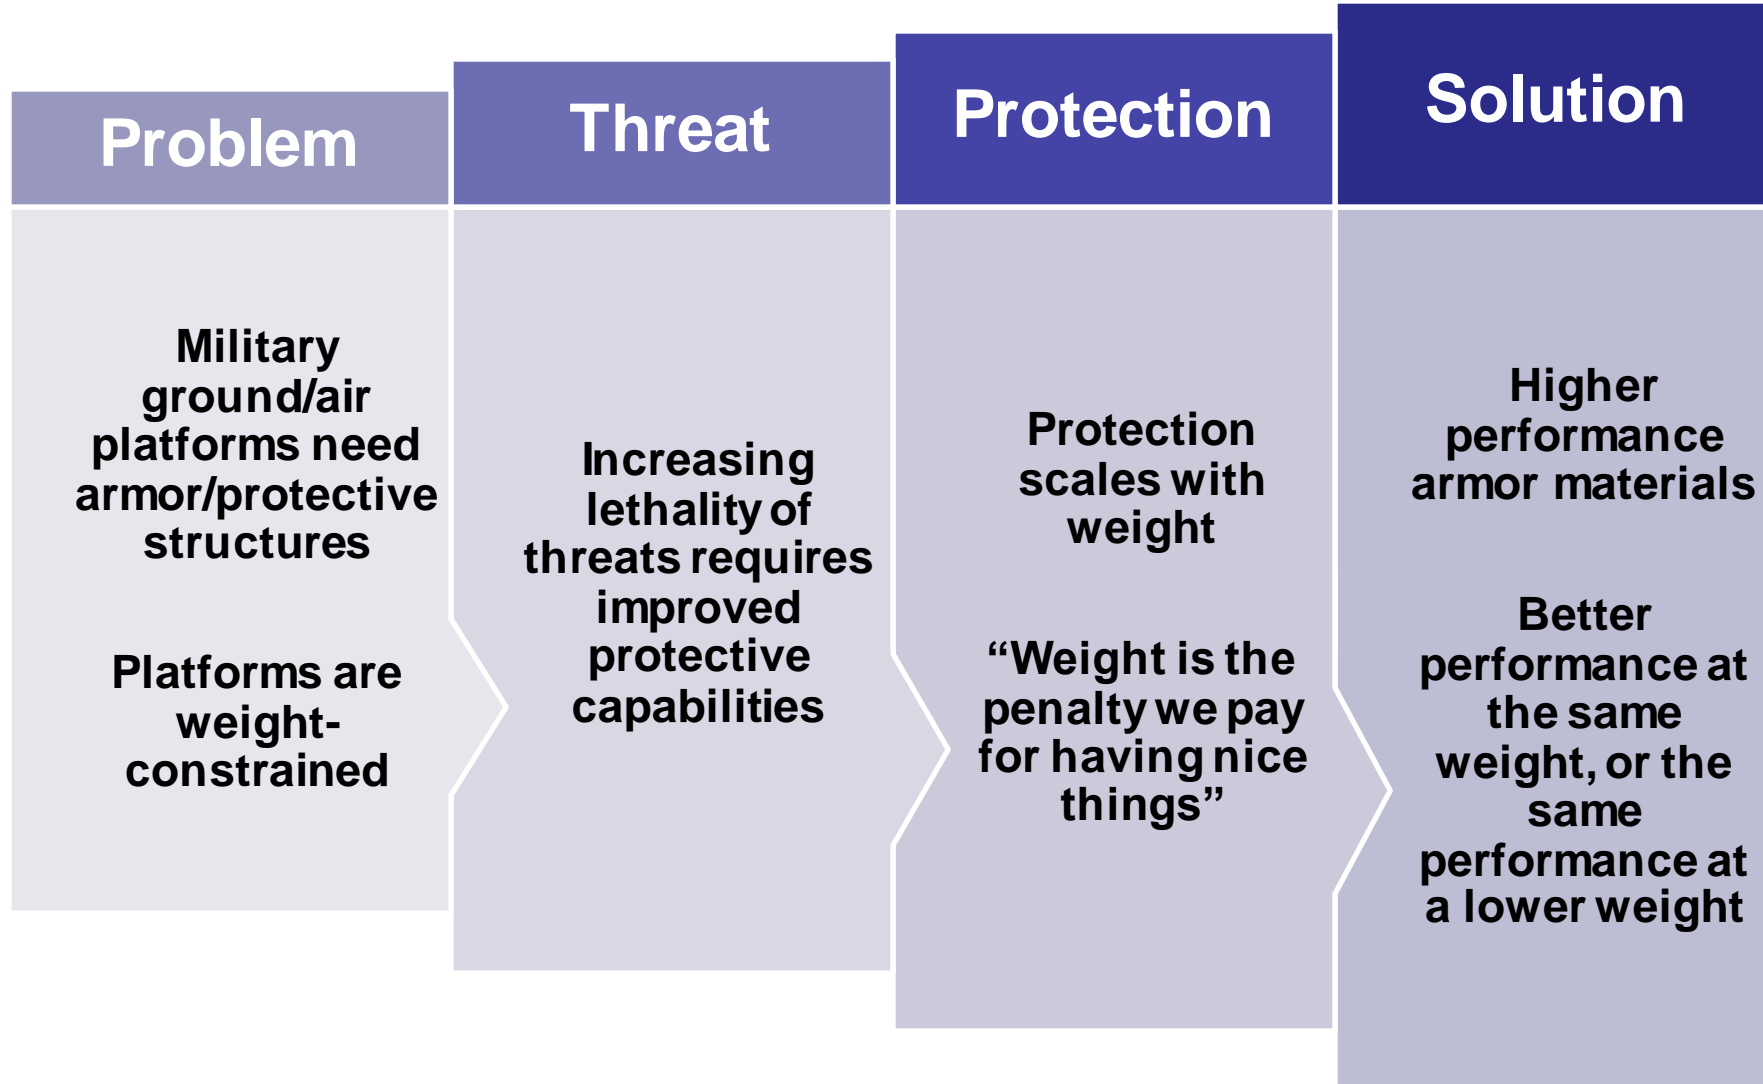 Problem
Military
ground/air
platforms need
armor/protective
structures
Platforms are
weight-
constrained
Threat
Increasing
lethality of
threats requires
improved
protective
capabilities
Protection
Protection
scales with
weight
“Weight is the
penalty we pay
for having nice
things”
Solution
Higher
performance
armor materials
Better
performance at
the same
weight, or the
same
performance at
a lower weight